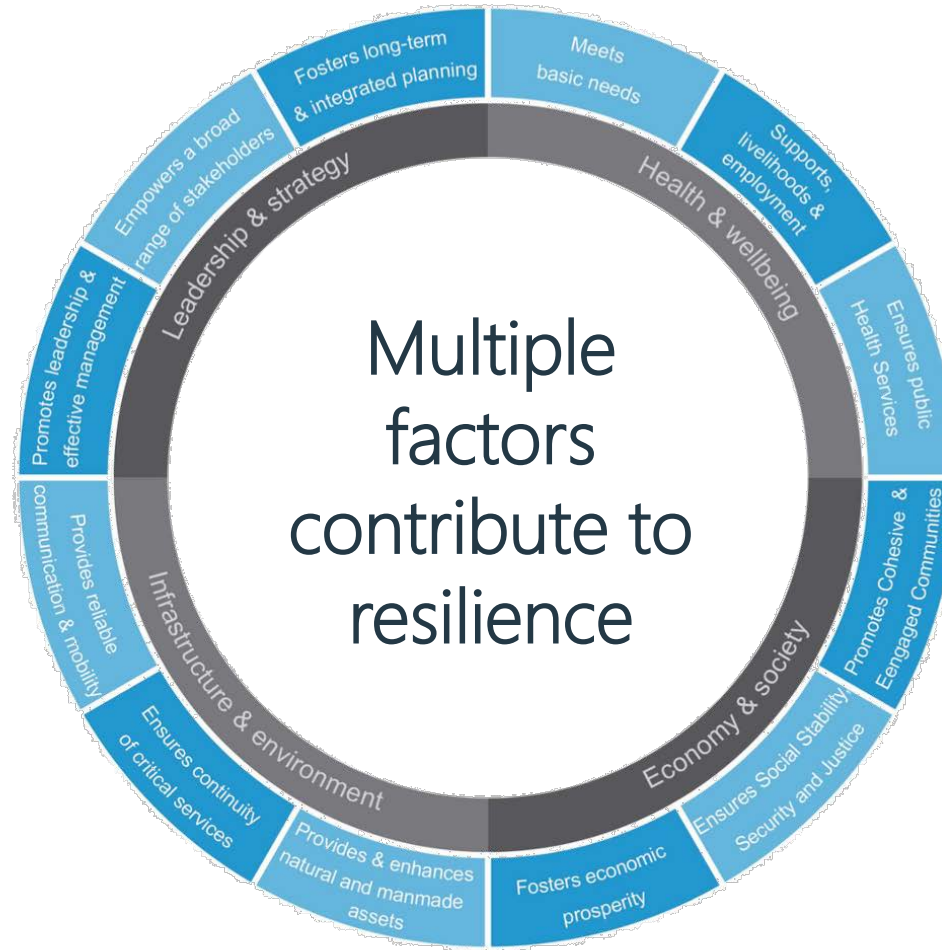 Multiple
factors
contribute to
resilience
Health & wellbeing
Meets
basic needs
Supports,
livelihoods &
employment
Ensures public
Health Services
Economy & society
Promotes Cohesive &
Eengaged Communities
Ensures Social Stability,
Security and Justice
Fosters economic
prosperity
Infrastructure & environment
Provides & enhances
natural and manmade
assets
Ensures continuity
of critical services
Provides reliable
communication & mobility
Leadership & strategy
Promotes leadership &
effective management
Empowers a broad
range of stakeholders
Fosters long-term
& integrated planning